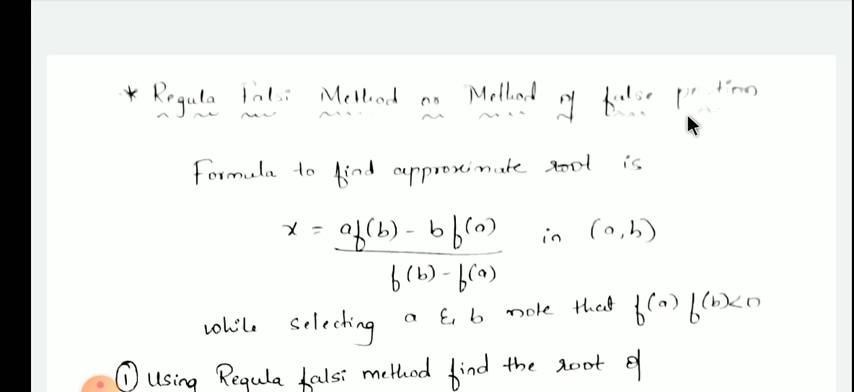 * Regula Falsi Method or Method of false position
Formula to find approximate root is
x = af(b) - bf(a) / f(b) - f(a) in (a,b)
while selecting a & b note that f(a) f(b)<0
① Using Regula falsi method find the root of